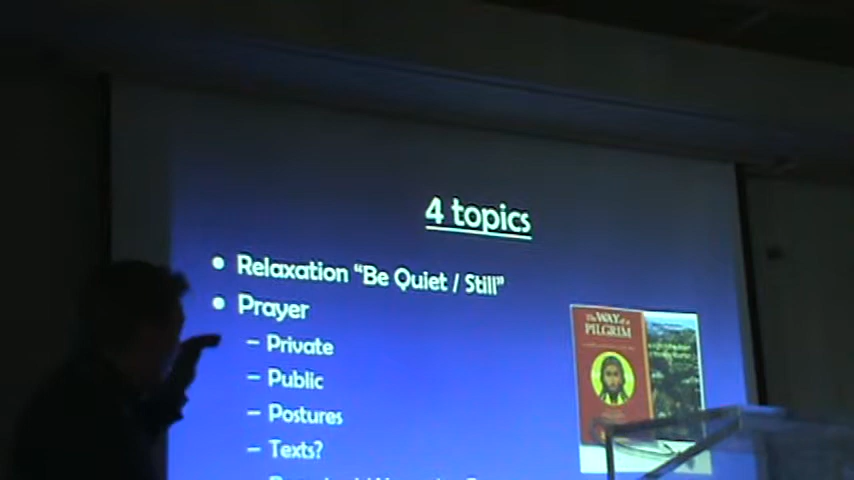 4 topics
• Relaxation "Be Quiet / Still"
• Prayer
– Private
– Public
– Postures
– Texts?
The WAY of a
PILGRIM